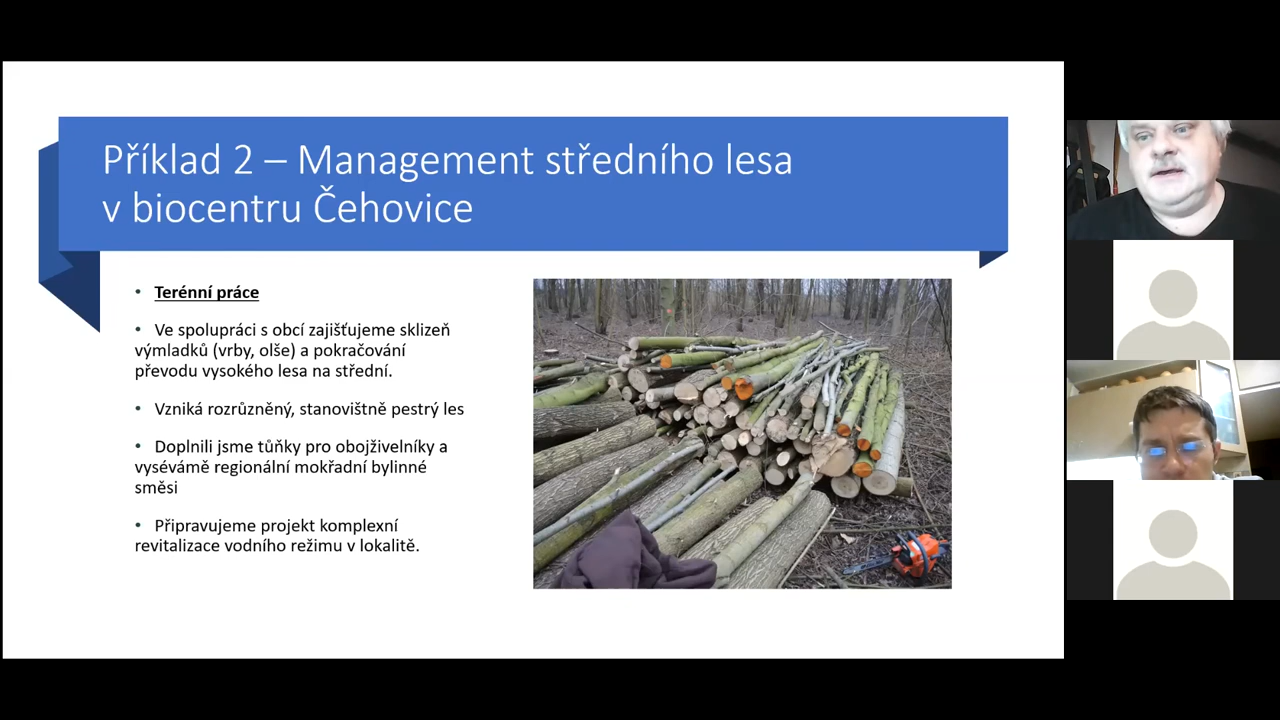 Příklad 2 – Management středního lesa
v biocentru Čehovice
• Terénní práce
• Ve spolupráci s obcí zajišťujeme sklizeň
výmladků (vrby, olše) a pokračování
převodu vysokého lesa na střední.
• Vzniká rozrůzněný, stanovištně pestrý les
• Doplnili jsme tůňky pro obojživelníky a
vysévámě regionální mokřadní bylinné
směsi
• Připravujeme projekt komplexní
revitalizace vodního režimu v lokalitě.